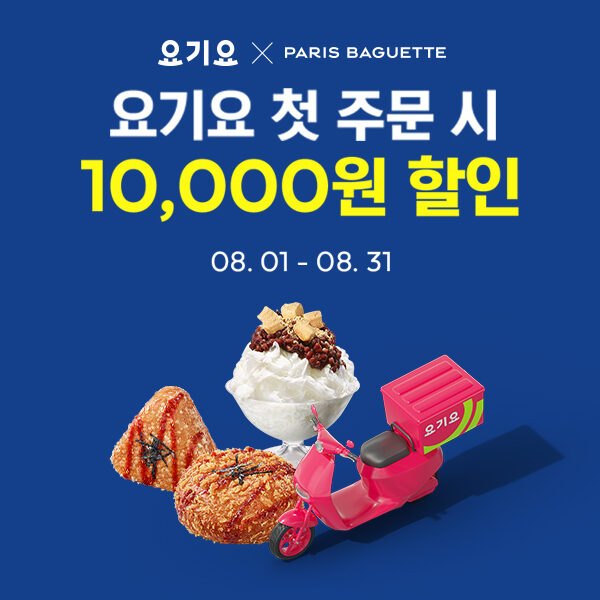 요기요 × PARIS BAGUETTE
요기요 첫 주문 시
10,000원 할인
08. 01 - 08. 31
요기요